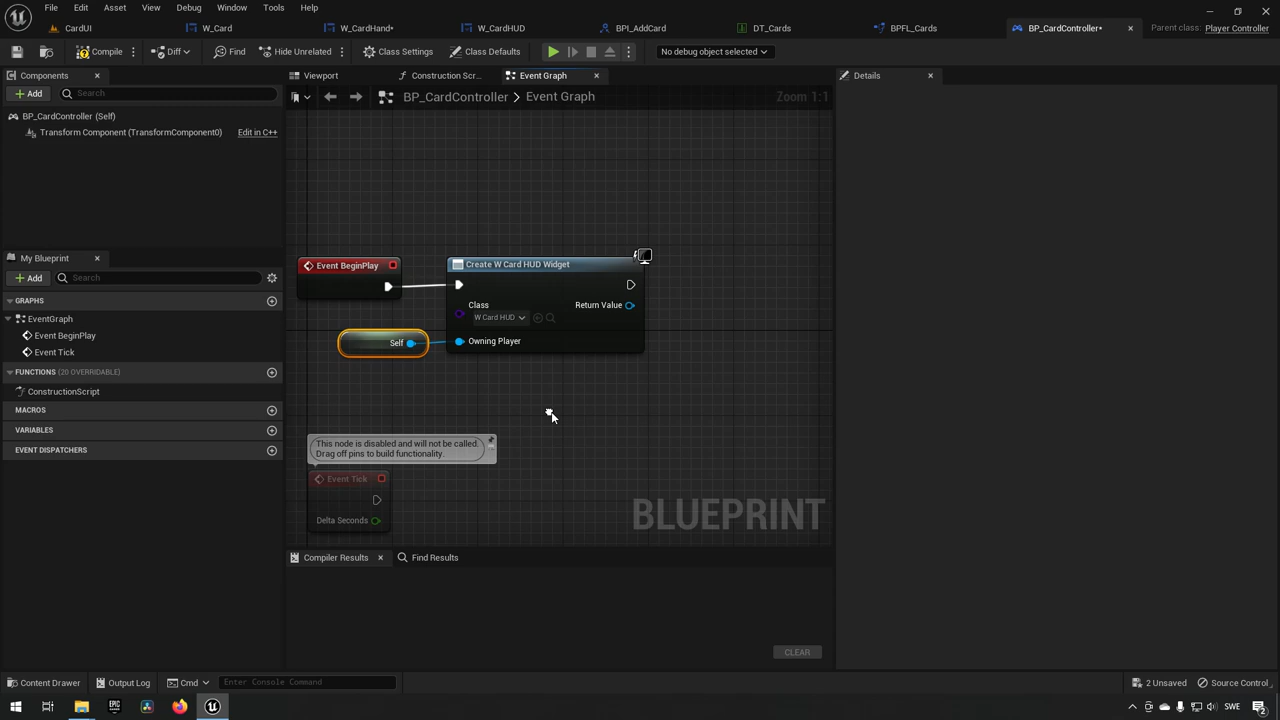 File Edit Asset View Debug Window Tools Help
CardUI W_Card W_CardHand* W_CardHUD BPI_AddCard DT_Cards BPFL_Cards BP_CardController* Parent class: Player Controller
Compile Diff Find Hide Unrelated Class Settings Class Defaults No debug object selected
Components Viewport Construction Scr... Event Graph Details
Add Search
BP_CardController > Event Graph Zoom 1:1
BP_CardController (Self)
Transform Component (TransformComponent0) Edit in C++
My Blueprint
Add Search
GRAPHS
EventGraph
Event BeginPlay
Event Tick
FUNCTIONS (20 OVERRIDABLE)
ConstructionScript
MACROS
VARIABLES
EVENT DISPATCHERS
Event BeginPlay
Create W Card HUD Widget
Class
W Card HUD
Return Value
Self
Owning Player
This node is disabled and will not be called.
Drag off pins to build functionality.
Event Tick
Delta Seconds
BLUEPRINT
Compiler Results Find Results
CLEAR
Content Drawer Output Log Cmd Enter Console Command 2 Unsaved Source Control
EPIC GAMES SWE 2